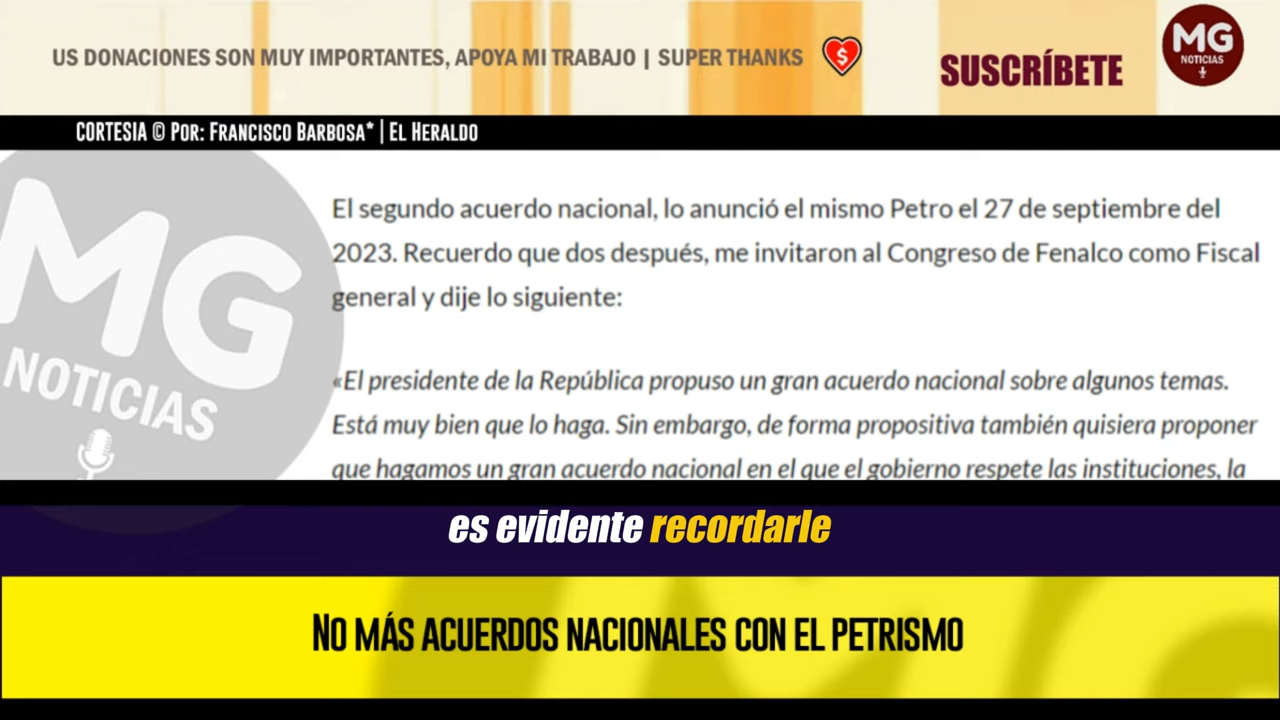 US DONACIONES SON MUY IMPORTANTES, APOYA MI TRABAJO | SUPER THANKS
$
SUSCRÍBETE
MG
NOTICIAS
CORTESIA © POR: FRANCISCO BARBOSA* | EL HERALDO
MG
NOTICIAS
El segundo acuerdo nacional, lo anunció el mismo Petro el 27 de septiembre del
2023. Recuerdo que dos después, me invitaron al Congreso de Fenalco como Fiscal
general y dije lo siguiente:
«El presidente de la República propuso un gran acuerdo nacional sobre algunos temas.
Está muy bien que lo haga. Sin embargo, de forma propositiva también quisiera proponer
que hagamos un gran acuerdo nacional en el que el gobierno respete las instituciones, la
es evidente recordarle
NO MÁS ACUERDOS NACIONALES CON EL PETRISMO